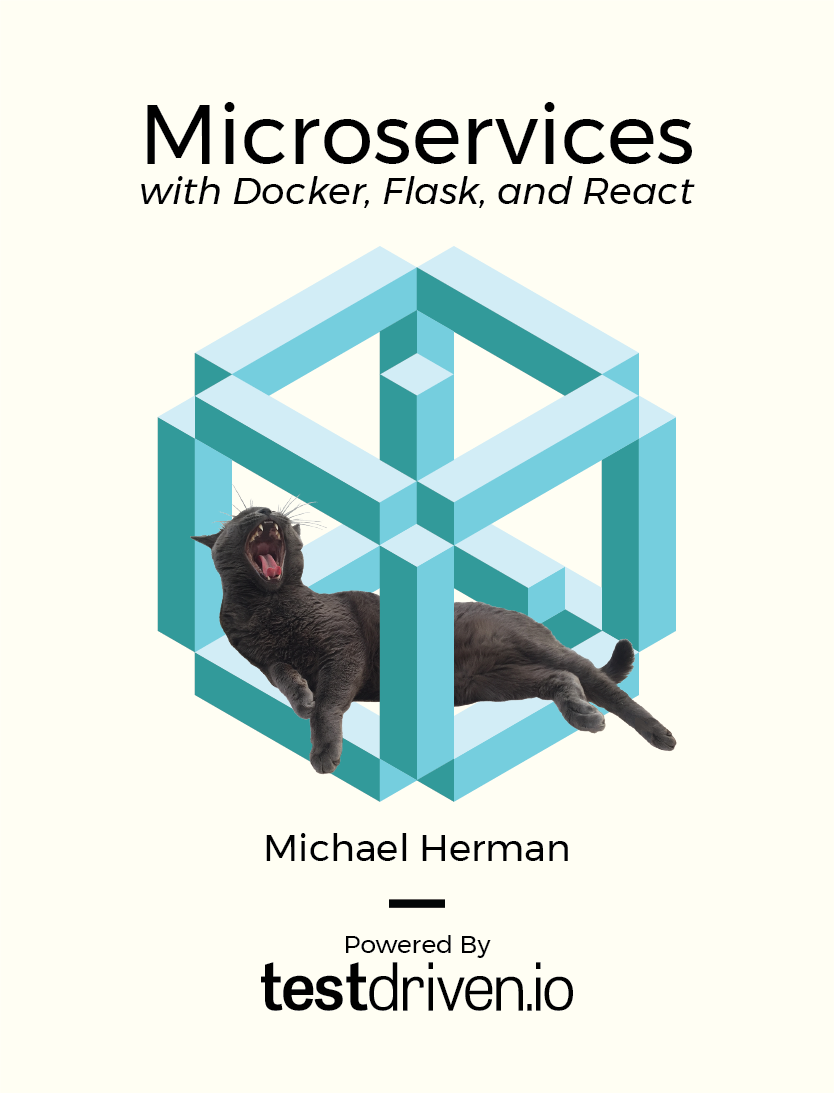 Microservices
with Docker, Flask, and React
Michael Herman
Powered By
testdriven.io